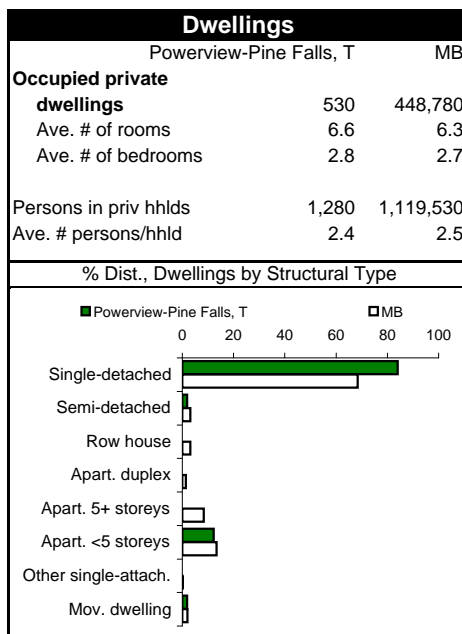 Dwellings
Powerview-Pine Falls, T MB
Occupied private
dwellings 530 448,780
Ave. # of rooms 6.6 6.3
Ave. # of bedrooms 2.8 2.7
Persons in priv hhlds 1,280 1,119,530
Ave. # persons/hhld 2.4 2.5
% Dist., Dwellings by Structural Type
Powerview-Pine Falls, T MB
0 20 40 60 80 100
Single-detached
Semi-detached
Row house
Apart. duplex
Apart. 5+ storeys
Apart. <5 storeys
Other single-attach.
Mov. dwelling